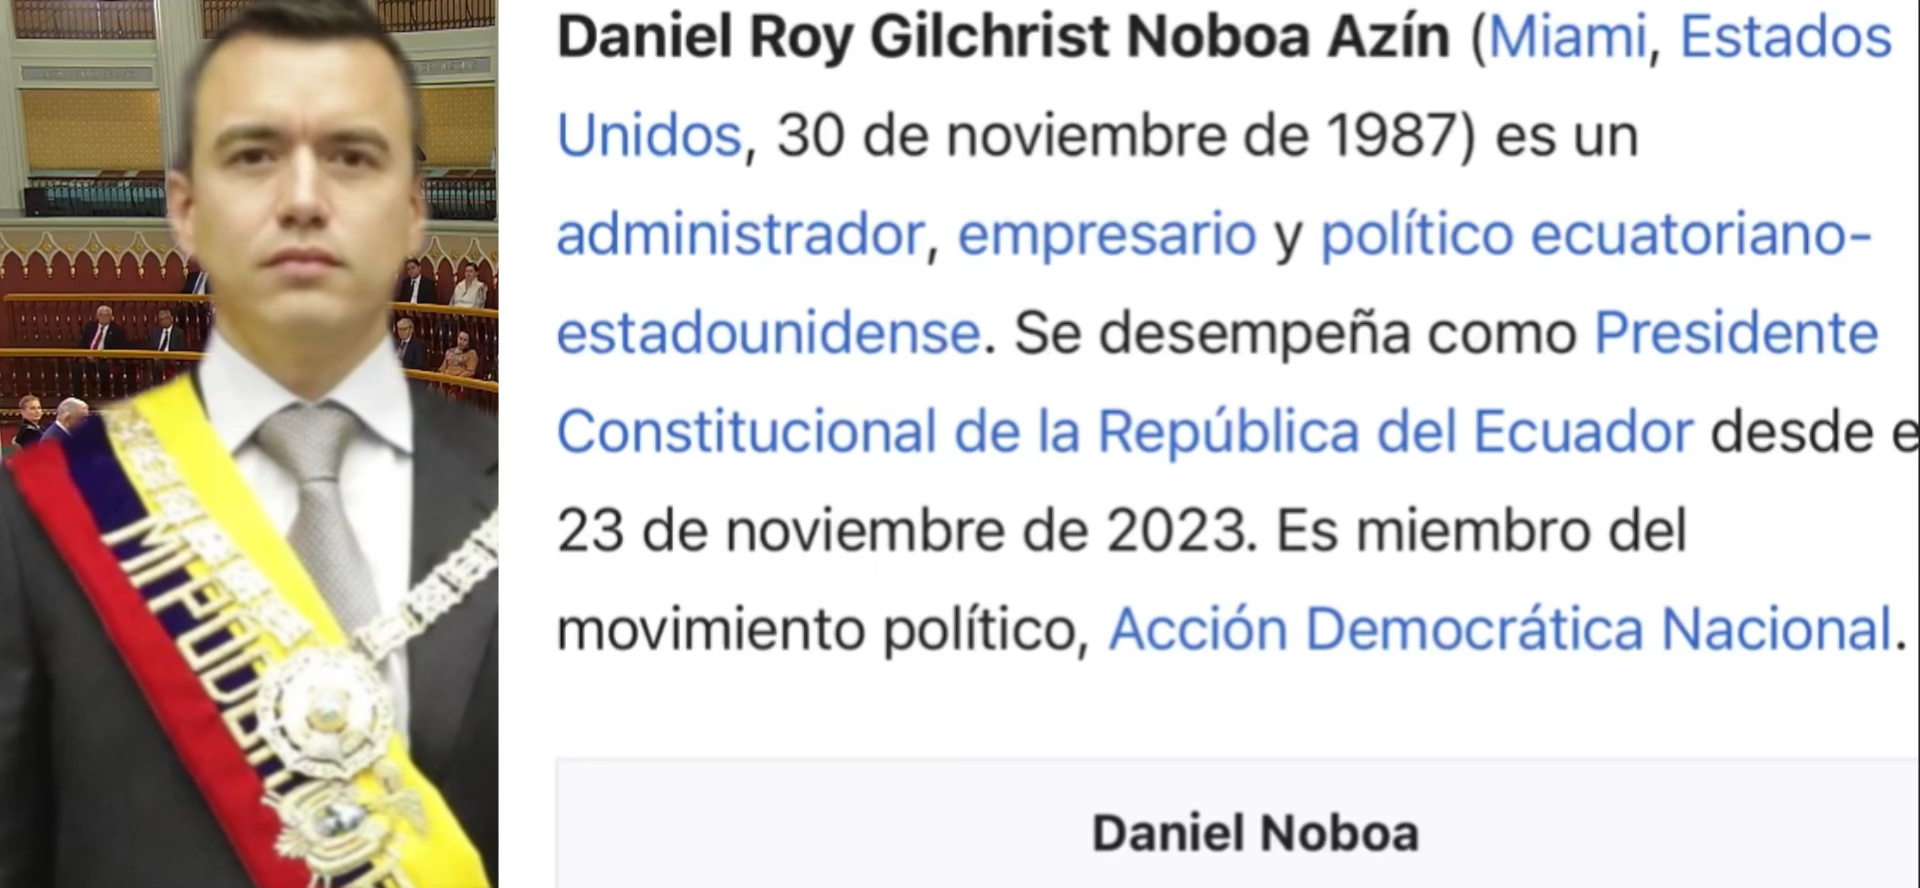 Daniel Roy Gilchrist Noboa Azín (Miami, Estados
Unidos, 30 de noviembre de 1987) es un
administrador, empresario y político ecuatoriano-
estadounidense. Se desempeña como Presidente
Constitucional de la República del Ecuador desde e
23 de noviembre de 2023. Es miembro del
movimiento político, Acción Democrática Nacional.
Daniel Noboa
MI PODER